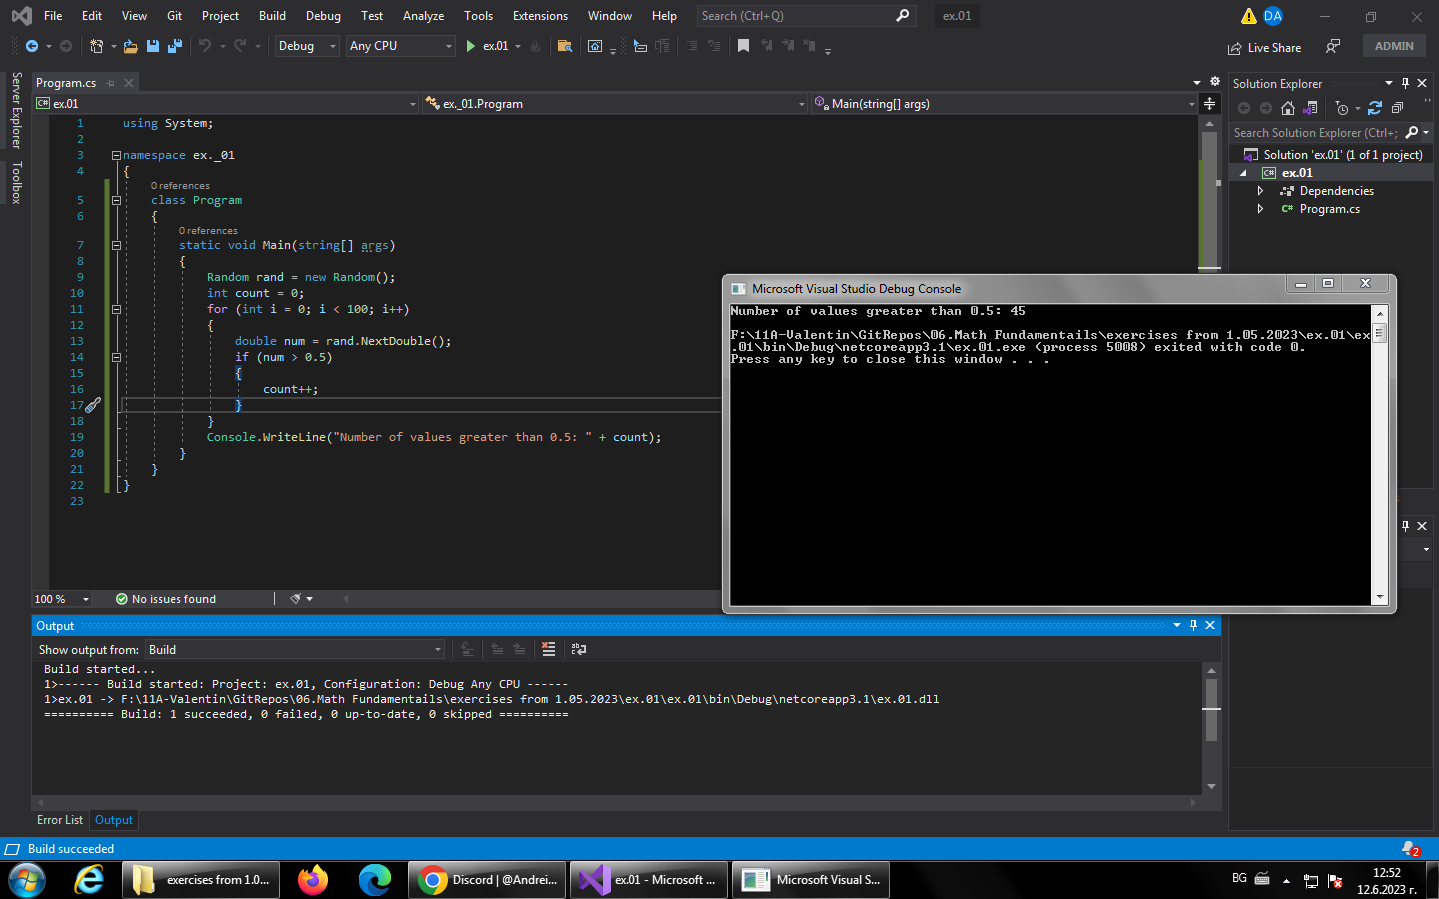 File Edit View Git Project Build Debug Test Analyze Tools Extensions Window Help Search (Ctrl+Q) ex.01 DA
Debug Any CPU ex.01 Live Share ADMIN
Server Explorer
Toolbox
Program.cs
ex.01 ex._01.Program Main(string[] args)
1 using System;
2
3 namespace ex._01
4 {
0 references
5 class Program
6 {
0 references
7 static void Main(string[] args)
8 {
9 Random rand = new Random();
10 int count = 0;
11 for (int i = 0; i < 100; i++)
12 {
13 double num = rand.NextDouble();
14 if (num > 0.5)
15 {
16 count++;
17 }
18 }
19 Console.WriteLine("Number of values greater than 0.5: " + count);
20 }
21 }
22 }
23
100 % No issues found
Solution Explorer
Search Solution Explorer (Ctrl+;
Solution 'ex.01' (1 of 1 project)
C# ex.01
Dependencies
C# Program.cs
Microsoft Visual Studio Debug Console
Number of values greater than 0.5: 45
F:\11A-Valentin\GitRepos\06.Math Fundamentails\exercises from 1.05.2023\ex.01\ex
.01\bin\Debug\netcoreapp3.1\ex.01.exe (process 5008) exited with code 0.
Press any key to close this window . . .
Output
Show output from: Build
Build started...
1>------ Build started: Project: ex.01, Configuration: Debug Any CPU ------
1>ex.01 -> F:\11A-Valentin\GitRepos\06.Math Fundamentails\exercises from 1.05.2023\ex.01\ex.01\bin\Debug\netcoreapp3.1\ex.01.dll
========== Build: 1 succeeded, 0 failed, 0 up-to-date, 0 skipped ==========
Error List Output
Build succeeded 2
exercises from 1.0... Discord | @Andrei... ex.01 - Microsoft ... Microsoft Visual S... BG 12:52
12.6.2023 г.